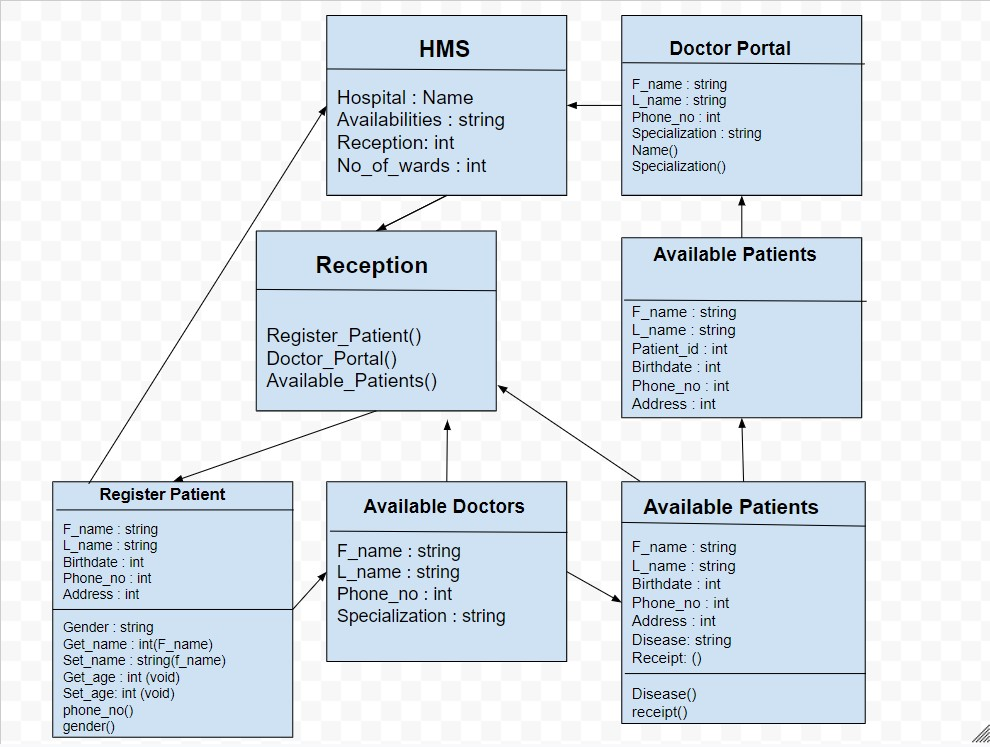 HMS
Hospital : Name
Availabilities : string
Reception: int
No_of_wards : int
Doctor Portal
F_name : string
L_name : string
Phone_no : int
Specialization : string
Name()
Specialization()
Reception
Register_Patient()
Doctor_Portal()
Available_Patients()
Available Patients
F_name : string
L_name : string
Patient_id : int
Birthdate : int
Phone_no : int
Address : int
Register Patient
F_name : string
L_name : string
Birthdate : int
Phone_no : int
Address : int
Gender : string
Get_name : int(F_name)
Set_name : string(f_name)
Get_age : int (void)
Set_age: int (void)
phone_no()
gender()
Available Doctors
F_name : string
L_name : string
Phone_no : int
Specialization : string
Available Patients
F_name : string
L_name : string
Birthdate : int
Phone_no : int
Address : int
Disease: string
Receipt: ()
Disease()
receipt()